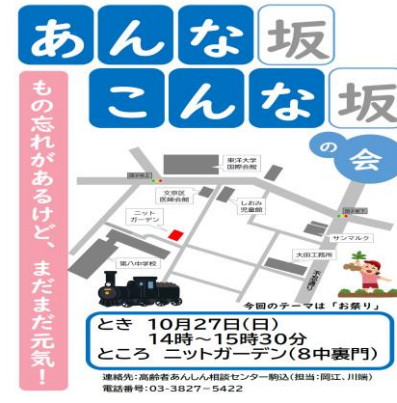 あんな坂
こんな坂
の会
もの忘れがあるけど、まだまだ元気！
東洋大学
国際会館
文京区
医師会館
しおみ
児童館
ニット
ガーデン
第八中学校
サンマルク
大田工務所
不忍通り
今回のテーマは「お祭り」
とき 10月27日(日)
14時～15時30分
ところ ニットガーデン(8中裏門)
連絡先:高齢者あんしん相談センター駒込(担当:岡江、川端)
電話番号:03-3827-5422